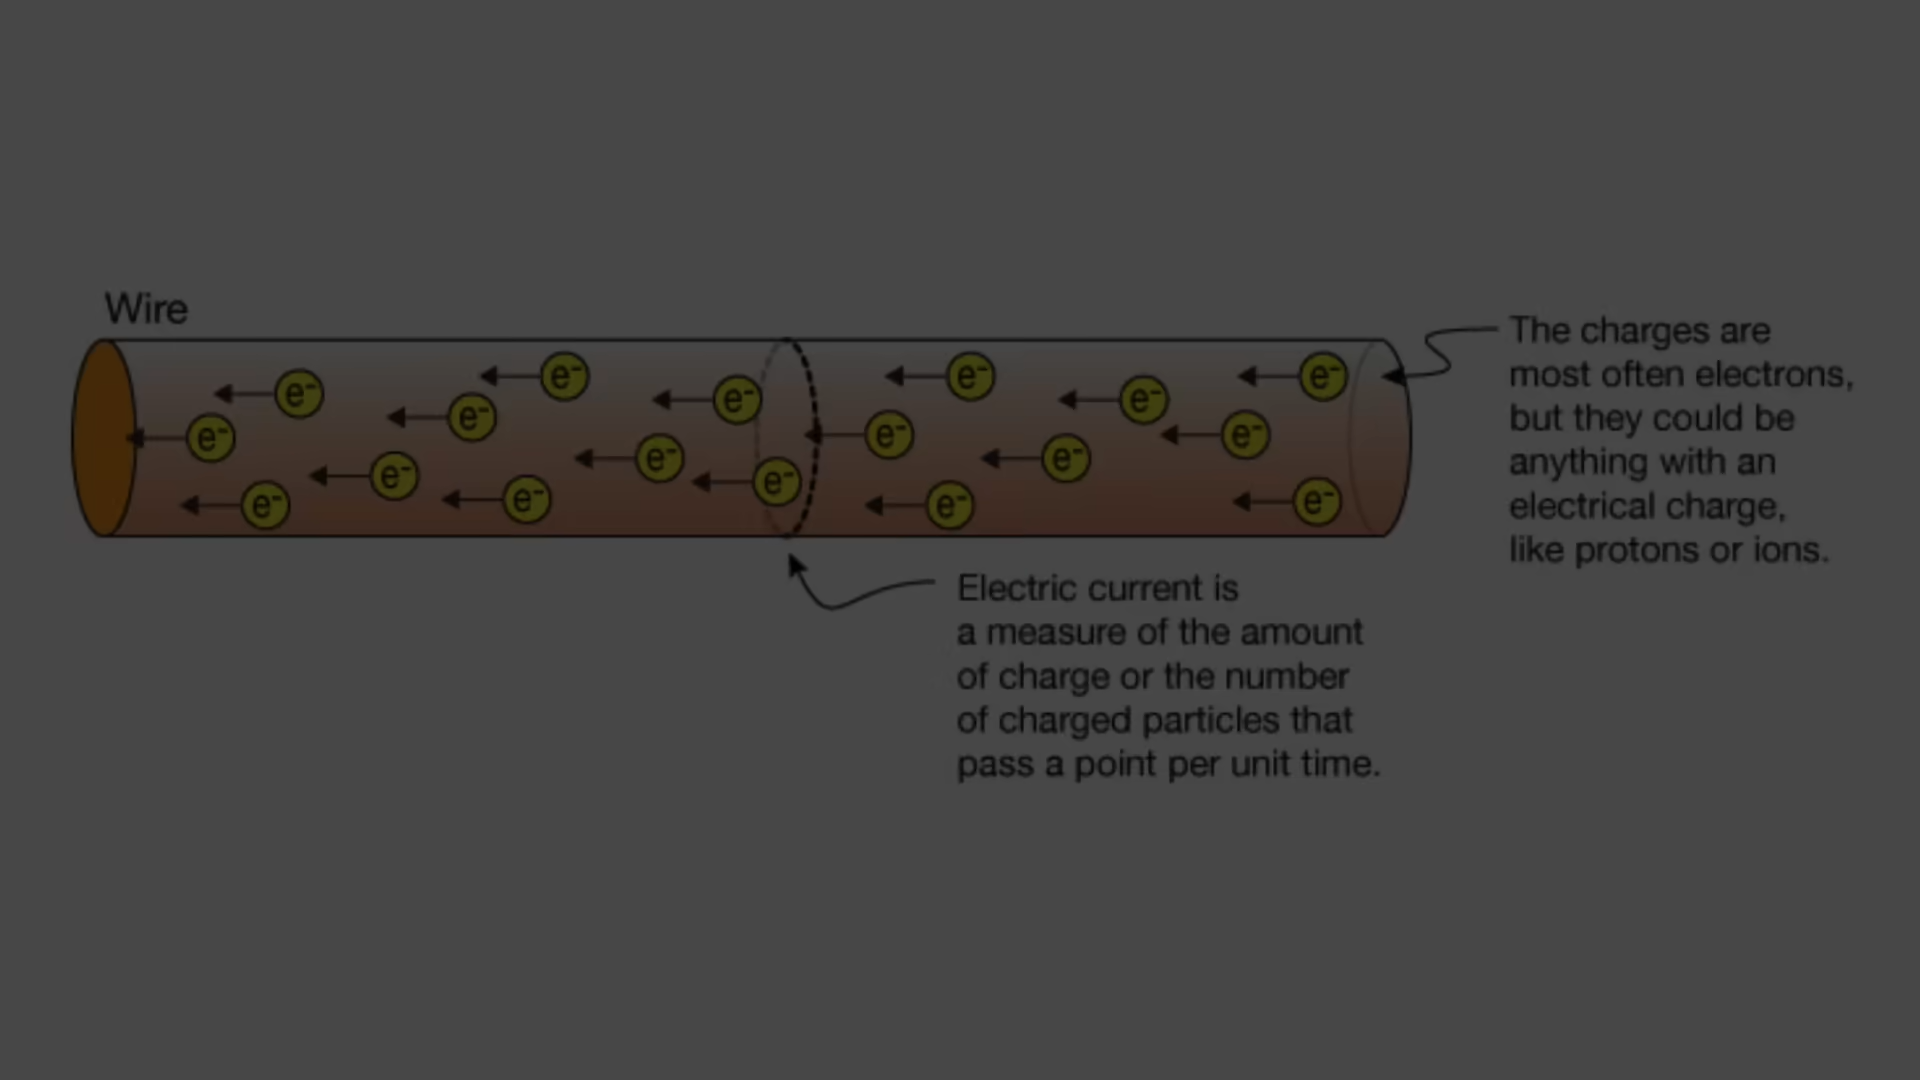 Wire
e⁻ e⁻ e⁻ e⁻ e⁻ e⁻ e⁻
e⁻ e⁻ e⁻ e⁻ e⁻
e⁻ e⁻ e⁻ e⁻
e⁻ e⁻ e⁻ e⁻
The charges are
most often electrons,
but they could be
anything with an
electrical charge,
like protons or ions.
Electric current is
a measure of the amount
of charge or the number
of charged particles that
pass a point per unit time.